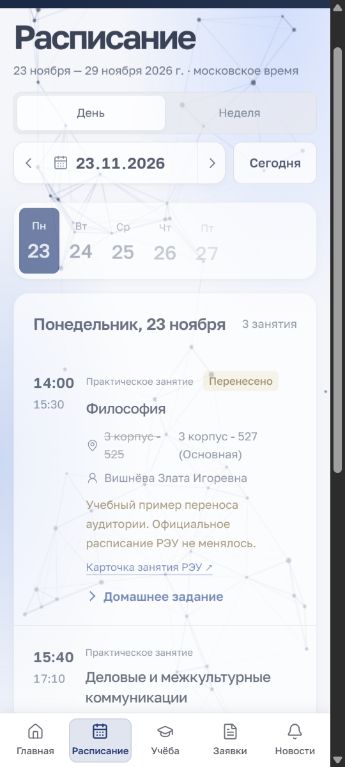 Расписание
23 ноября — 29 ноября 2026 г. · московское время
День Неделя
23.11.2026 Сегодня
Пн Вт Ср Чт Пт
23 24 25 26 27
Понедельник, 23 ноября 3 занятия
14:00 Практическое занятие Перенесено
15:30
Философия
3 корпус - 3 корпус - 527
525 (Основная)
Вишнёва Злата Игоревна
Учебный пример переноса
аудитории. Официальное
расписание РЭУ не менялось.
Карточка занятия РЭУ ↗
Домашнее задание
15:40 Практическое занятие
17:10 Деловые и межкультурные
коммуникации
Главная Расписание Учёба Заявки Новости